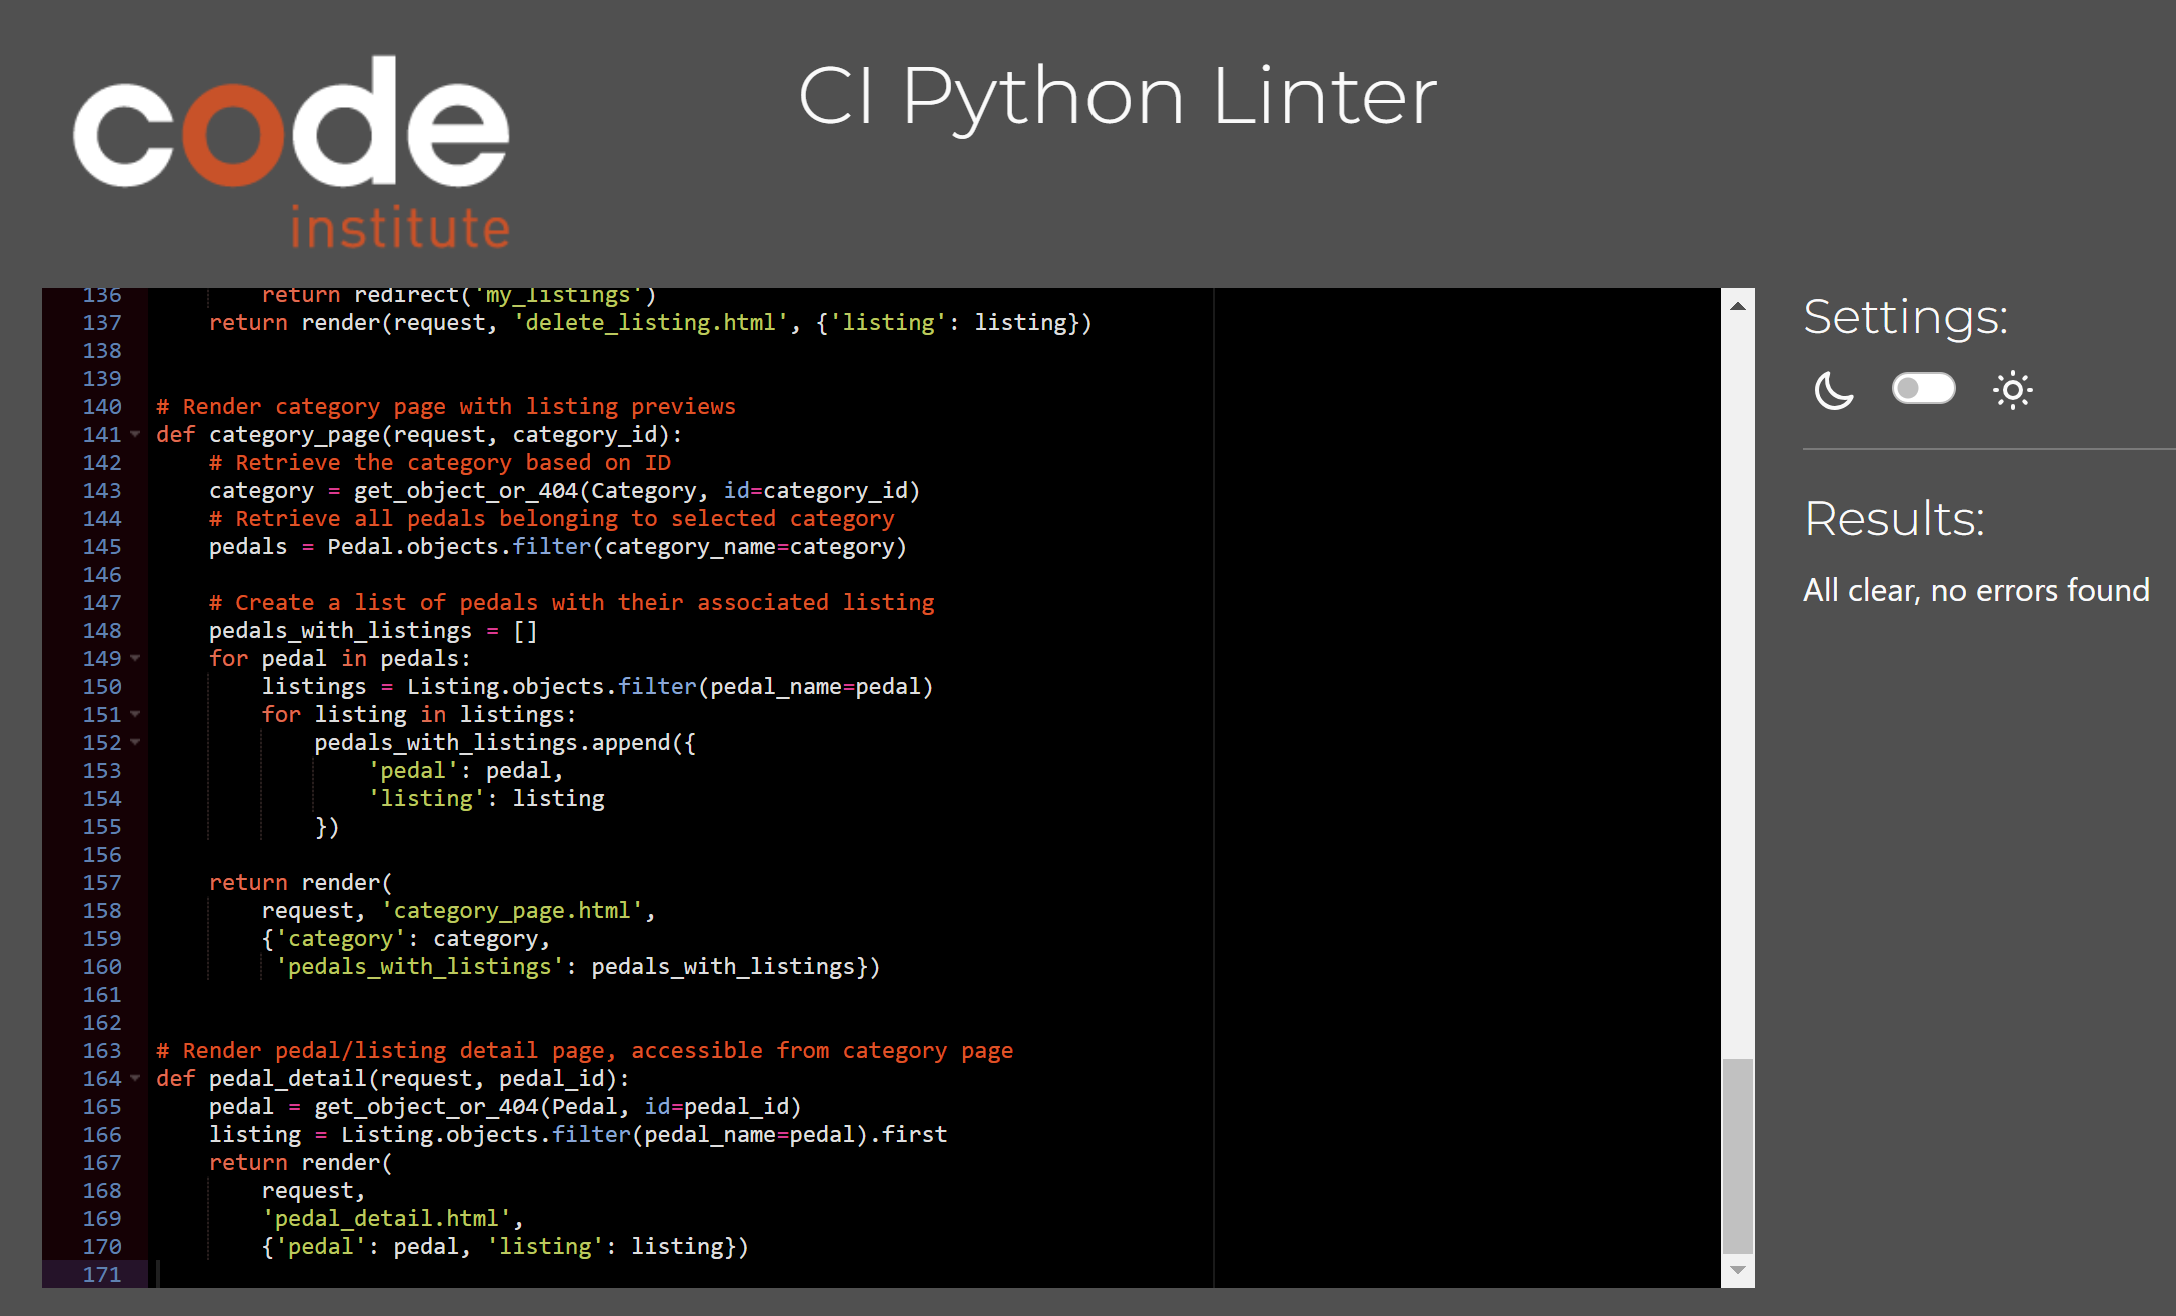 code
institute
CI Python Linter
136         return redirect('my_listings')
137     return render(request, 'delete_listing.html', {'listing': listing})
138
139
140 # Render category page with listing previews
141 def category_page(request, category_id):
142     # Retrieve the category based on ID
143     category = get_object_or_404(Category, id=category_id)
144     # Retrieve all pedals belonging to selected category
145     pedals = Pedal.objects.filter(category_name=category)
146
147     # Create a list of pedals with their associated listing
148     pedals_with_listings = []
149     for pedal in pedals:
150         listings = Listing.objects.filter(pedal_name=pedal)
151         for listing in listings:
152             pedals_with_listings.append({
153                 'pedal': pedal,
154                 'listing': listing
155             })
156
157     return render(
158         request, 'category_page.html',
159         {'category': category,
160          'pedals_with_listings': pedals_with_listings})
161
162
163 # Render pedal/listing detail page, accessible from category page
164 def pedal_detail(request, pedal_id):
165     pedal = get_object_or_404(Pedal, id=pedal_id)
166     listing = Listing.objects.filter(pedal_name=pedal).first
167     return render(
168         request,
169         'pedal_detail.html',
170         {'pedal': pedal, 'listing': listing})
171
Settings:
Results:
All clear, no errors found